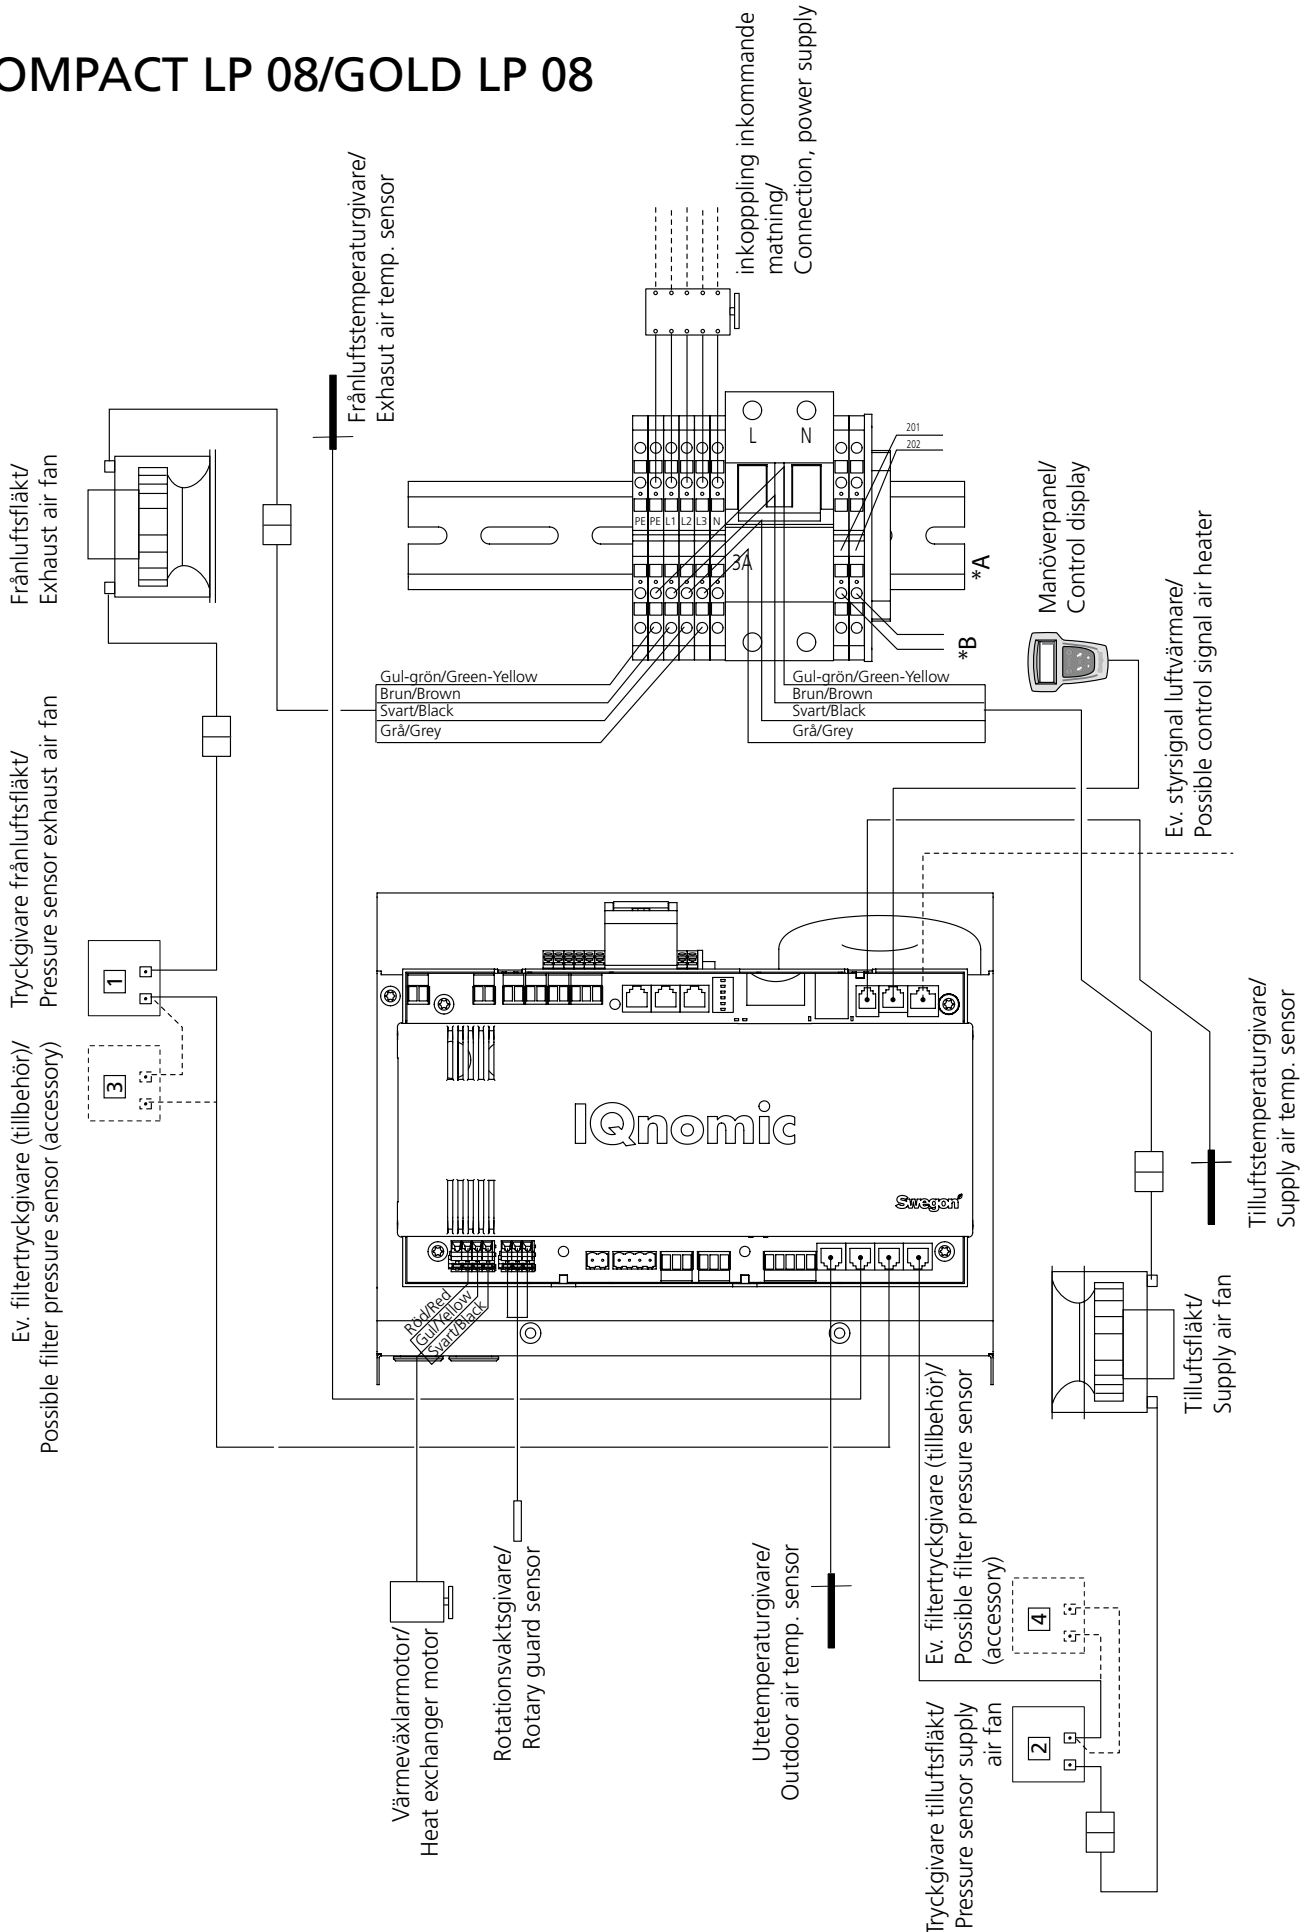 OMPACT LP 08/GOLD LP 08
inkopppling inkommande
matning/
Connection, power supply
Frånluftstemperaturgivare/
Exhasut air temp. sensor
Frånluftsfläkt/
Exhaust air fan
L
N
201
202
PE
PE
L1
L2
L3
N
3A
*A
*B
Manöverpanel/
Control display
Gul-grön/Green-Yellow
Brun/Brown
Svart/Black
Grå/Grey
Gul-grön/Green-Yellow
Brun/Brown
Svart/Black
Grå/Grey
Ev. styrsignal luftvärmare/
Possible control signal air heater
Tryckgivare frånluftsfläkt/
Pressure sensor exhaust air fan
1
Ev. filtertryckgivare (tillbehör)/
Possible filter pressure sensor (accessory)
3
IQnomic
Swegon
Tilluftstemperaturgivare/
Supply air temp. sensor
Röd/Red
Gul/Yellow
Svart/Black
Tilluftsfläkt/
Supply air fan
Värmeväxlarmotor/
Heat exchanger motor
Rotationsvaktsgivare/
Rotary guard sensor
Utetemperaturgivare/
Outdoor air temp. sensor
Ev. filtertryckgivare (tillbehör)/
Possible filter pressure sensor
(accessory)
4
Tryckgivare tilluftsfläkt/
Pressure sensor supply
air fan
2